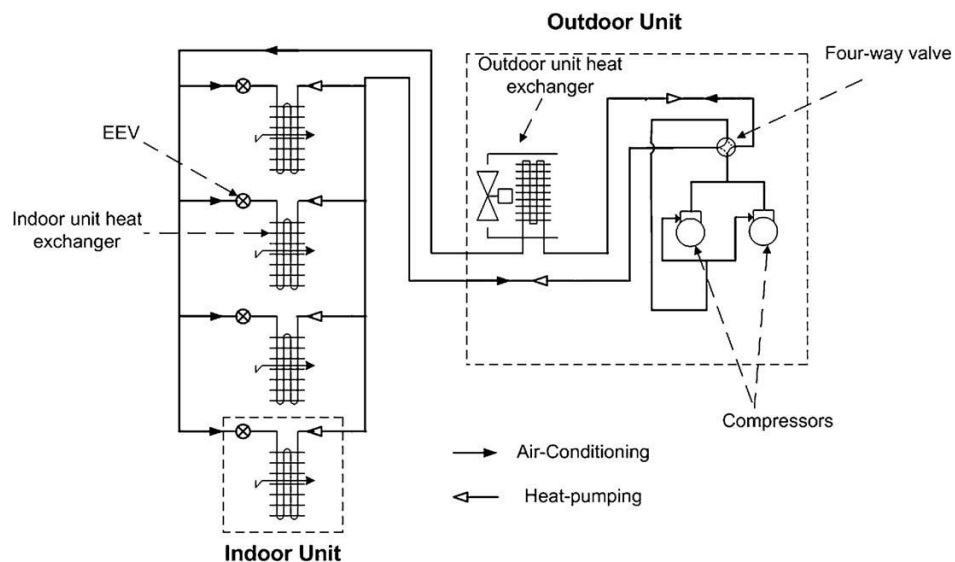 Outdoor Unit
Four-way valve
Outdoor unit heat
exchanger
EEV
Indoor unit heat
exchanger
Compressors
Air-Conditioning
Heat-pumping
Indoor Unit